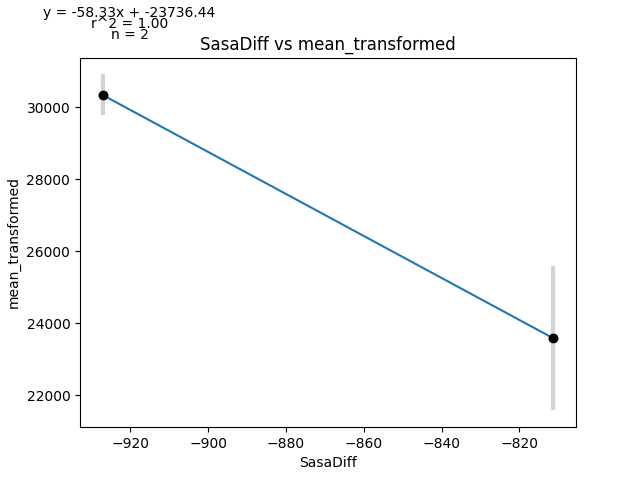 y = -58.33x + -23736.44
r^2 = 1.00
n = 2
SasaDiff vs mean_transformed
mean_transformed
30000
28000
26000
24000
22000
−920
−900
−880
−860
−840
−820
SasaDiff